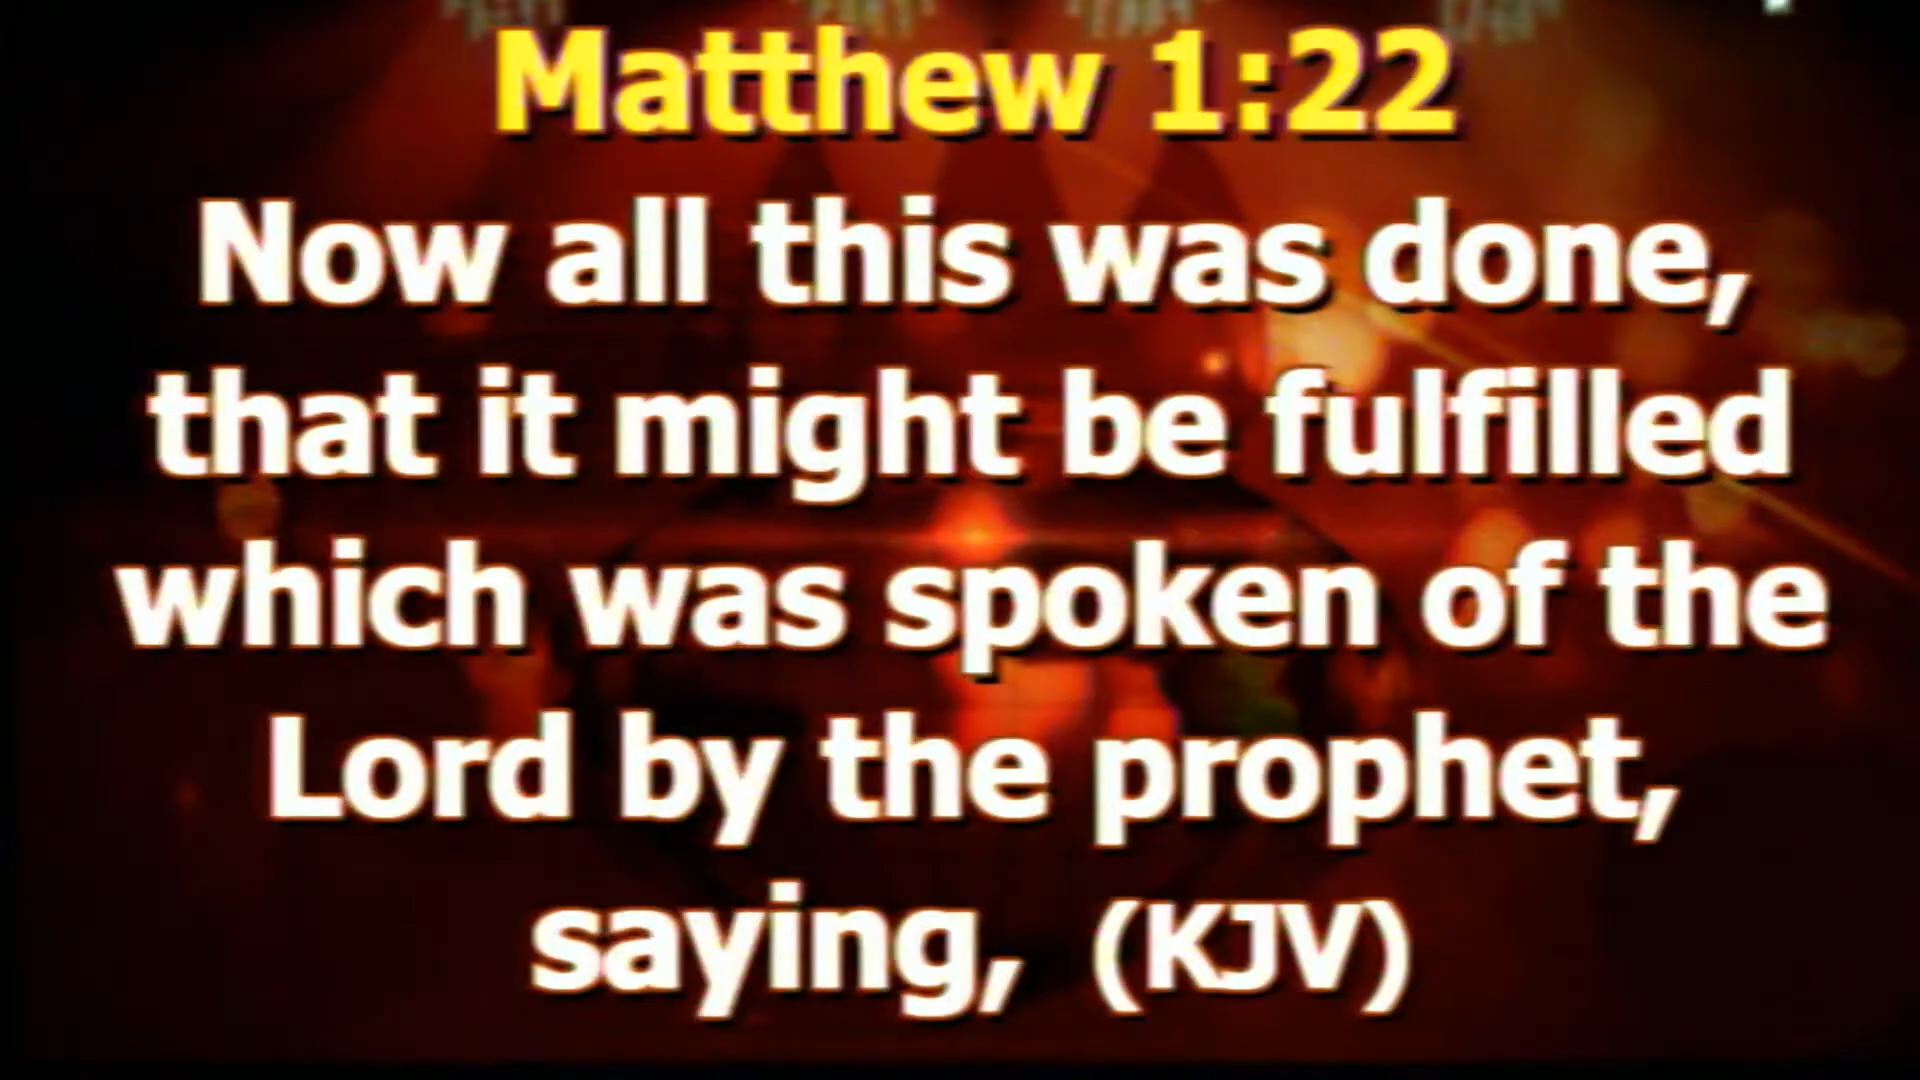 Matthew 1:22
Now all this was done,
that it might be fulfilled
which was spoken of the
Lord by the prophet,
saying, (KJV)